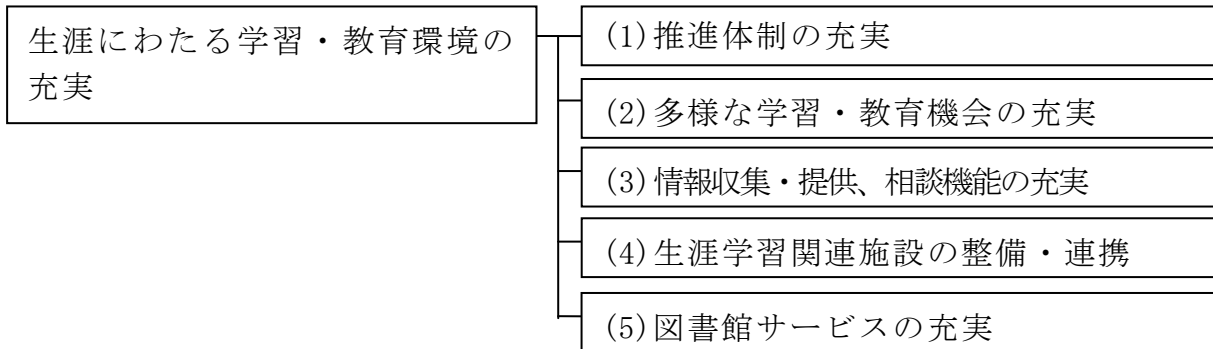 生涯にわたる学習・教育環境の
充実
(1)推進体制の充実
(2)多様な学習・教育機会の充実
(3)情報収集・提供、相談機能の充実
(4)生涯学習関連施設の整備・連携
(5)図書館サービスの充実